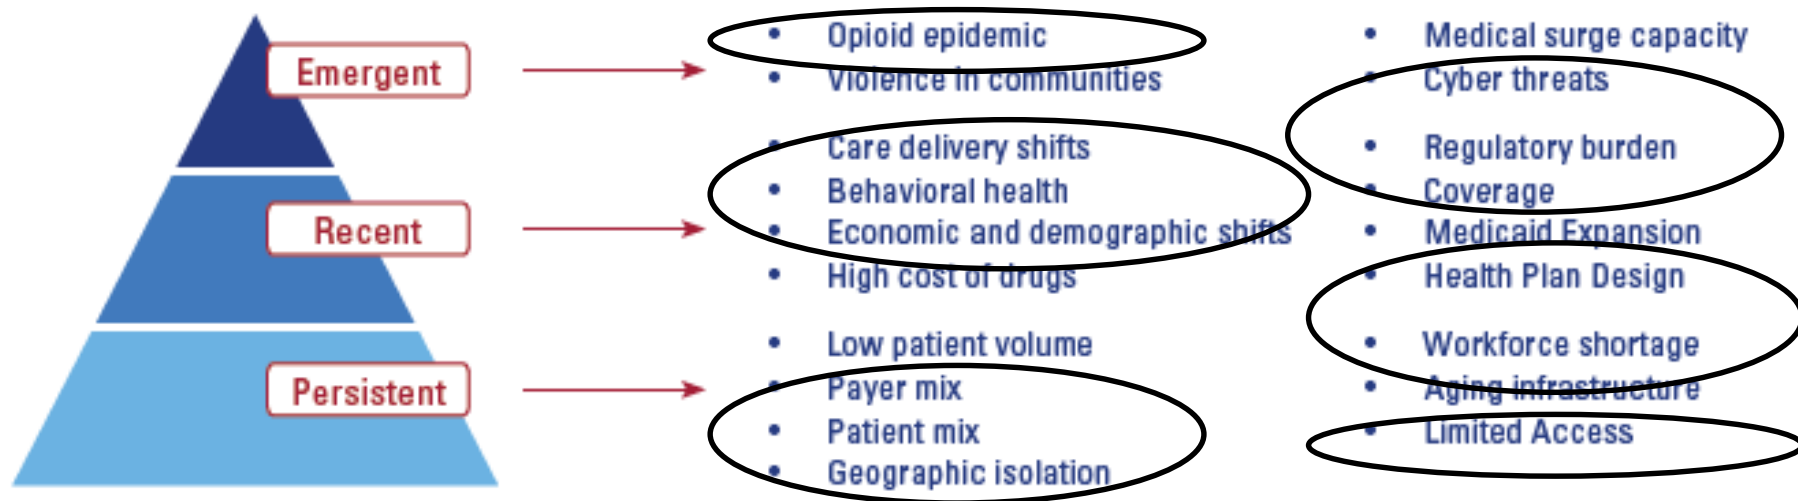 Emergent
• Opioid epidemic
• Violence in communities
• Medical surge capacity
• Cyber threats
Recent
• Care delivery shifts
• Behavioral health
• Economic and demographic shifts
• High cost of drugs
• Regulatory burden
• Coverage
• Medicaid Expansion
• Health Plan Design
Persistent
• Low patient volume
• Payer mix
• Patient mix
• Geographic isolation
• Workforce shortage
• Aging infrastructure
• Limited Access